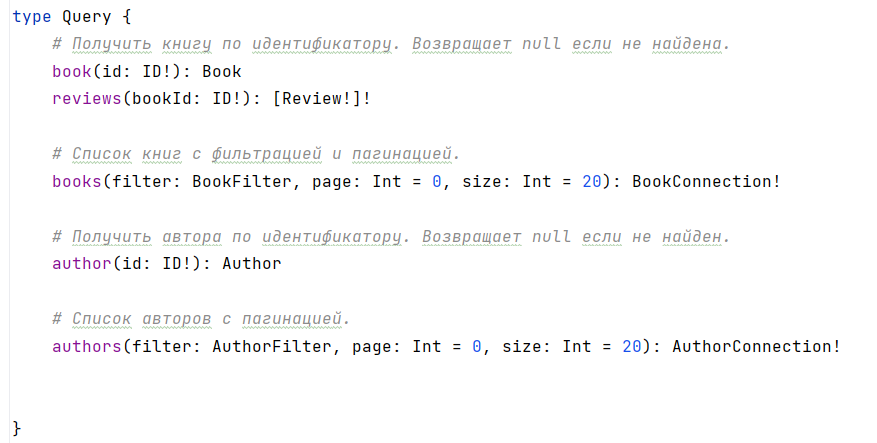 type Query {
# Получить книгу по идентификатору. Возвращает null если не найдена.
book(id: ID!): Book
reviews(bookId: ID!): [Review!]!
# Список книг с фильтрацией и пагинацией.
books(filter: BookFilter, page: Int = 0, size: Int = 20): BookConnection!
# Получить автора по идентификатору. Возвращает null если не найден.
author(id: ID!): Author
# Список авторов с пагинацией.
authors(filter: AuthorFilter, page: Int = 0, size: Int = 20): AuthorConnection!
}